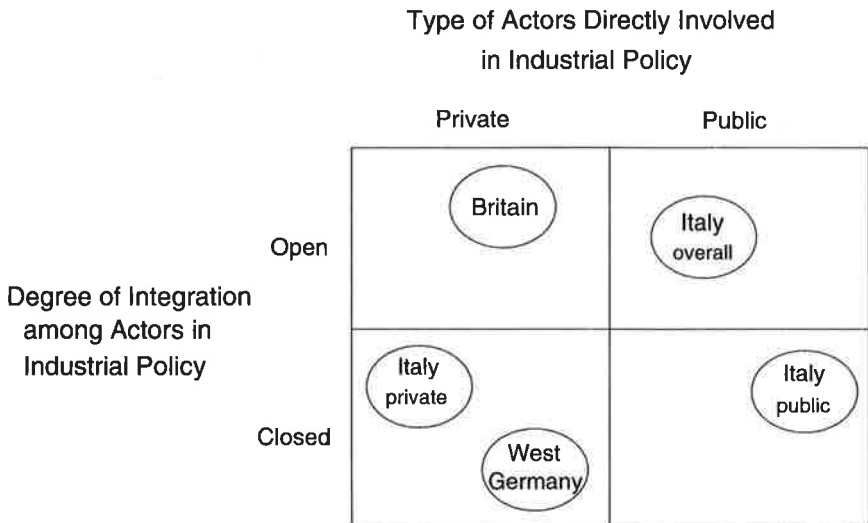 Type of Actors Directly Involved
in Industrial Policy
Private
Public
Britain
Italy
overall
Open
Degree of Integration
among Actors in
Industrial Policy
Italy
private
Italy
public
Closed
West
Germany